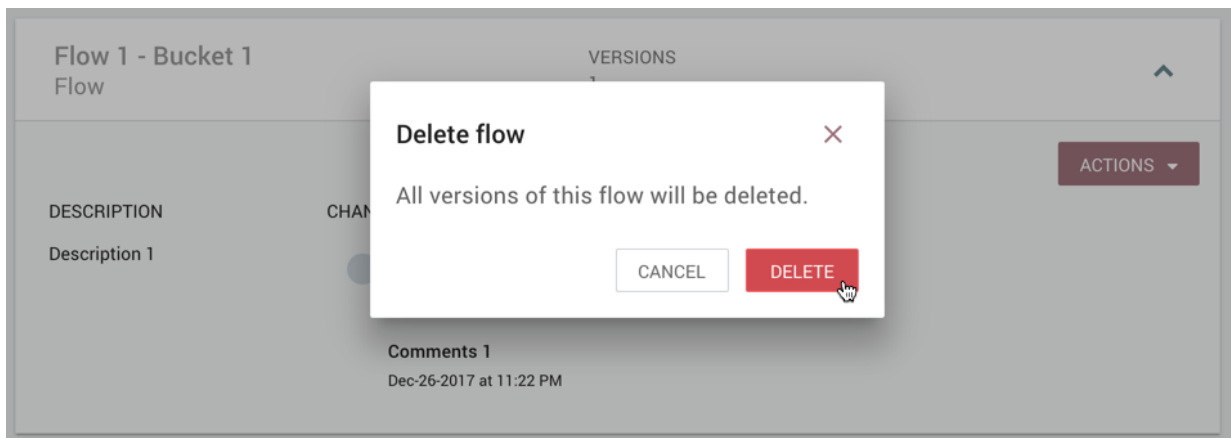 Flow 1 - Bucket 1
Flow
VERSIONS
Delete flow
All versions of this flow will be deleted.
CANCEL
DELETE
ACTIONS
DESCRIPTION
CHAN
Description 1
Comments 1
Dec-26-2017 at 11:22 PM